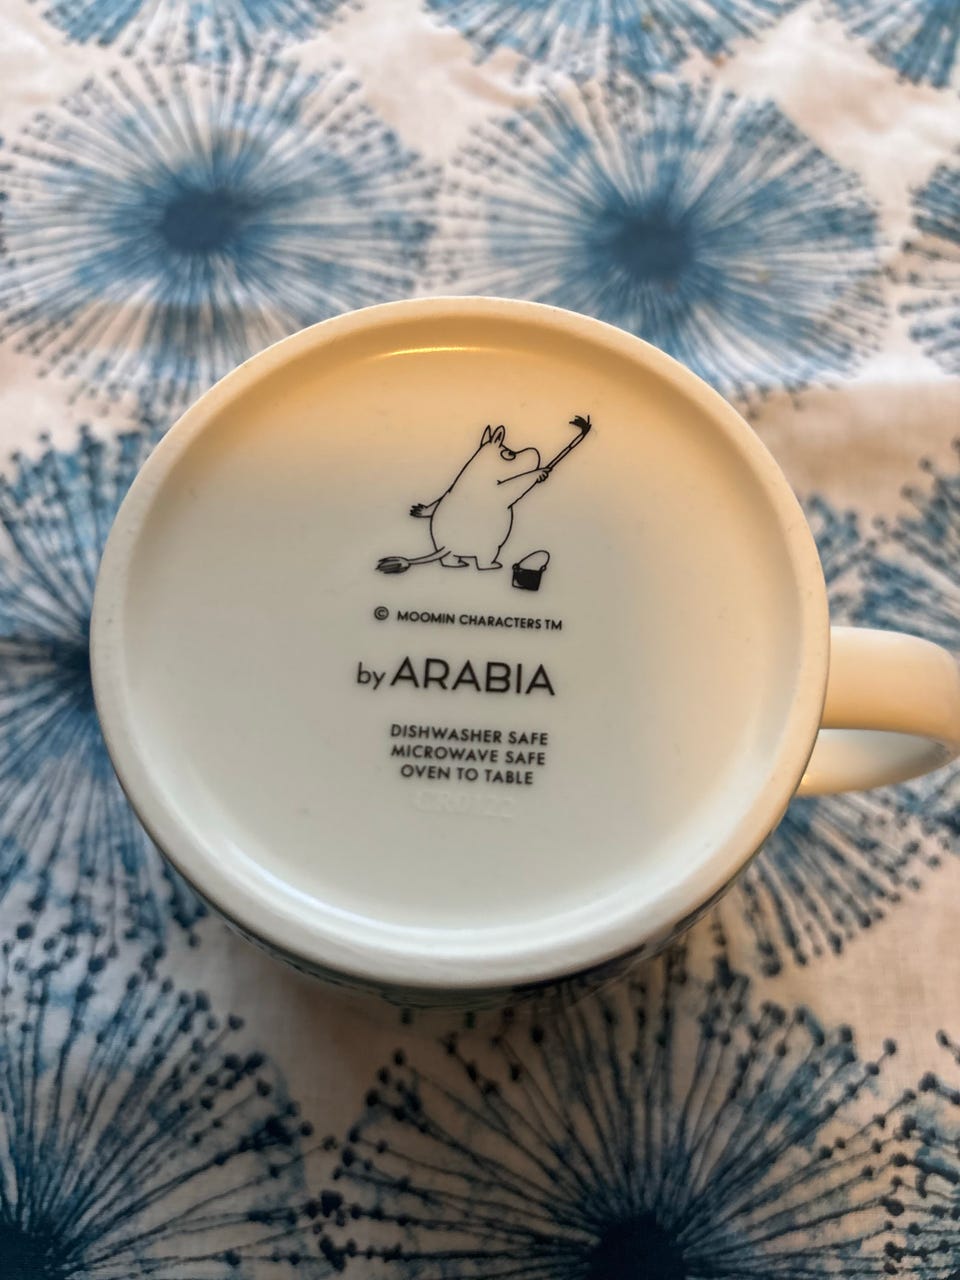 © MOOMIN CHARACTERS TM
by ARABIA
DISHWASHER SAFE
MICROWAVE SAFE
OVEN TO TABLE